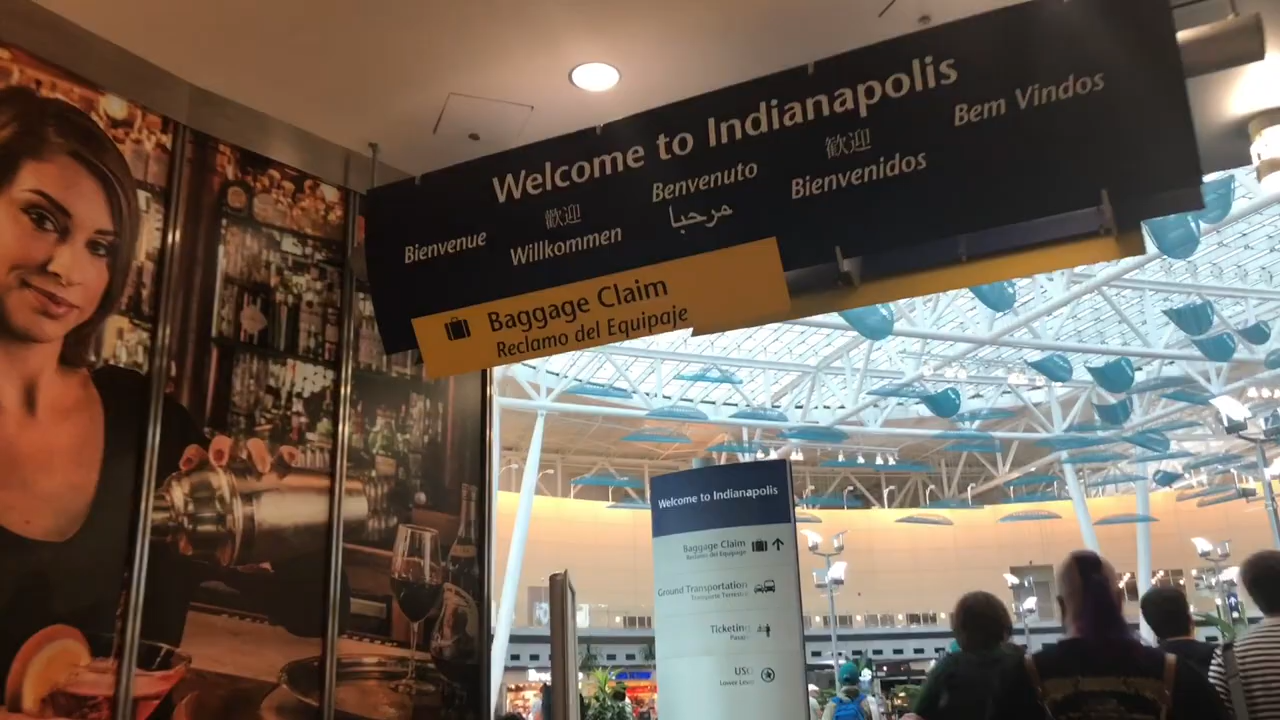 Welcome to Indianapolis
Bienvenue
歡迎
Willkommen
Benvenuto
مرحبا
歡迎
Bienvenidos
Bem Vindos
Baggage Claim
Reclamo del Equipaje
Welcome to Indianapolis
Baggage Claim
Reclamo del Equipaje
Ground Transportation
Transporte Terrestre
Ticketing
USO
Lower Level